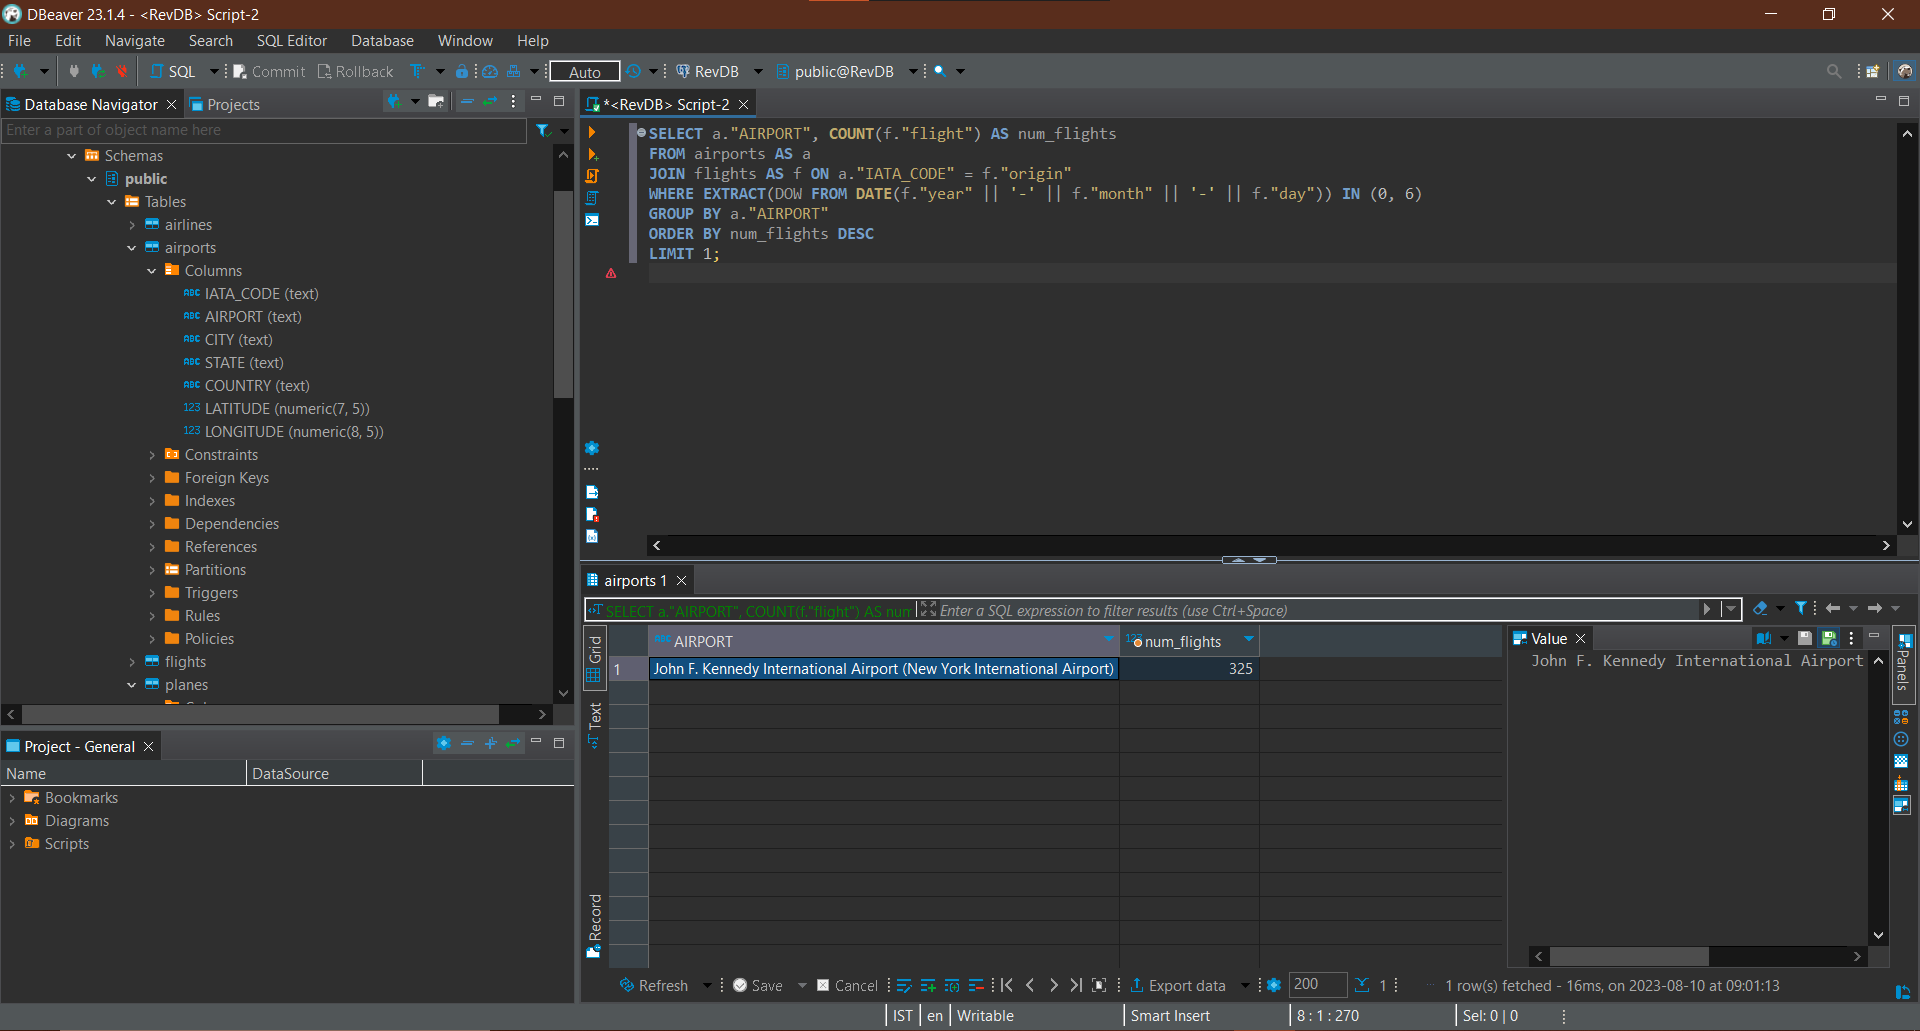 DBeaver 23.1.4 - <RevDB> Script-2
File Edit Navigate Search SQL Editor Database Window Help
SQL Commit Rollback Auto RevDB public@RevDB
Database Navigator Projects
Enter a part of object name here
Schemas
public
Tables
airlines
airports
Columns
ABC IATA_CODE (text)
ABC AIRPORT (text)
ABC CITY (text)
ABC STATE (text)
ABC COUNTRY (text)
123 LATITUDE (numeric(7, 5))
123 LONGITUDE (numeric(8, 5))
Constraints
Foreign Keys
Indexes
Dependencies
References
Partitions
Triggers
Rules
Policies
flights
planes
Project - General
Name DataSource
Bookmarks
Diagrams
Scripts
*<RevDB> Script-2
SELECT a."AIRPORT", COUNT(f."flight") AS num_flights
FROM airports AS a
JOIN flights AS f ON a."IATA_CODE" = f."origin"
WHERE EXTRACT(DOW FROM DATE(f."year" || '-' || f."month" || '-' || f."day")) IN (0, 6)
GROUP BY a."AIRPORT"
ORDER BY num_flights DESC
LIMIT 1;
airports 1
SELECT a."AIRPORT", COUNT(f."flight") AS num Enter a SQL expression to filter results (use Ctrl+Space)
Grid
Text
Record
ABC AIRPORT 123 num_flights
1 John F. Kennedy International Airport (New York International Airport) 325
Value
John F. Kennedy International Airport
Panels
Refresh Save Cancel Export data 200 1 1 row(s) fetched - 16ms, on 2023-08-10 at 09:01:13
IST en Writable Smart Insert 8 : 1 : 270 Sel: 0 | 0